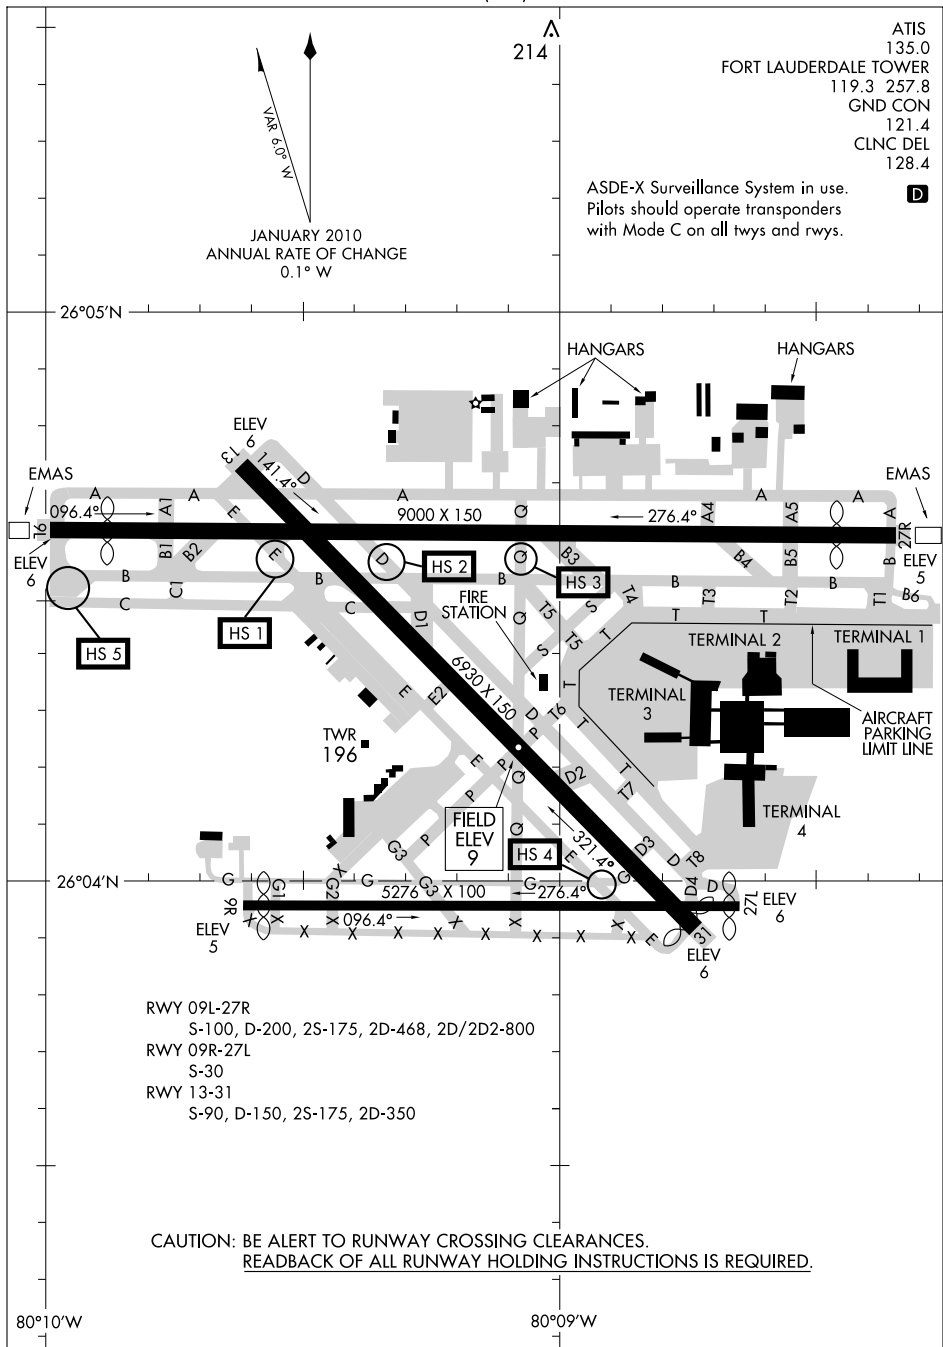 214
ATIS
135.0
FORT LAUDERDALE TOWER
119.3 257.8
GND CON
121.4
CLNC DEL
128.4
ASDE-X Surveillance System in use.
Pilots should operate transponders
with Mode C on all twys and rwys.
D
VAR 6.0° W
JANUARY 2010
ANNUAL RATE OF CHANGE
0.1° W
26°05'N
HANGARS
HANGARS
ELEV
6
13
141.4°
D
EMAS
EMAS
A
A
A
A
A
A1
E
Q
A4
A5
A
096.4°
9000 X 150
276.4°
9L
27R
ELEV
6
ELEV
5
B1
B2
E
D
HS 2
Q
HS 3
B3
B4
B5
B
B
C1
B
B
B
B
B6
C
C
HS 1
HS 5
D1
FIRE
STATION
T5
S
T4
T3
T2
T1
T
T
T
T5
S
TERMINAL 2
TERMINAL 1
TERMINAL
3
AIRCRAFT
PARKING
LIMIT LINE
TERMINAL
4
E
E2
6930 X 150
T
D
T6
P
T
TWR
196
E
P
Q
D2
T
T7
P
FIELD
ELEV
9
Q
321.4°
HS 4
E
D3
D
T8
G3
P
26°04'N
G
G1
X
G2
G
G3
G
G
D4
D
5276 X 100
276.4°
9R
27L
ELEV
6
ELEV
5
096.4°
X
X
X
X
X
X
X
X
X
X
X
X
X
E
31
ELEV
6
RWY 09L-27R
S-100, D-200, 2S-175, 2D-468, 2D/2D2-800
RWY 09R-27L
S-30
RWY 13-31
S-90, D-150, 2S-175, 2D-350
CAUTION: BE ALERT TO RUNWAY CROSSING CLEARANCES.
READBACK OF ALL RUNWAY HOLDING INSTRUCTIONS IS REQUIRED.
80°10'W
80°09'W